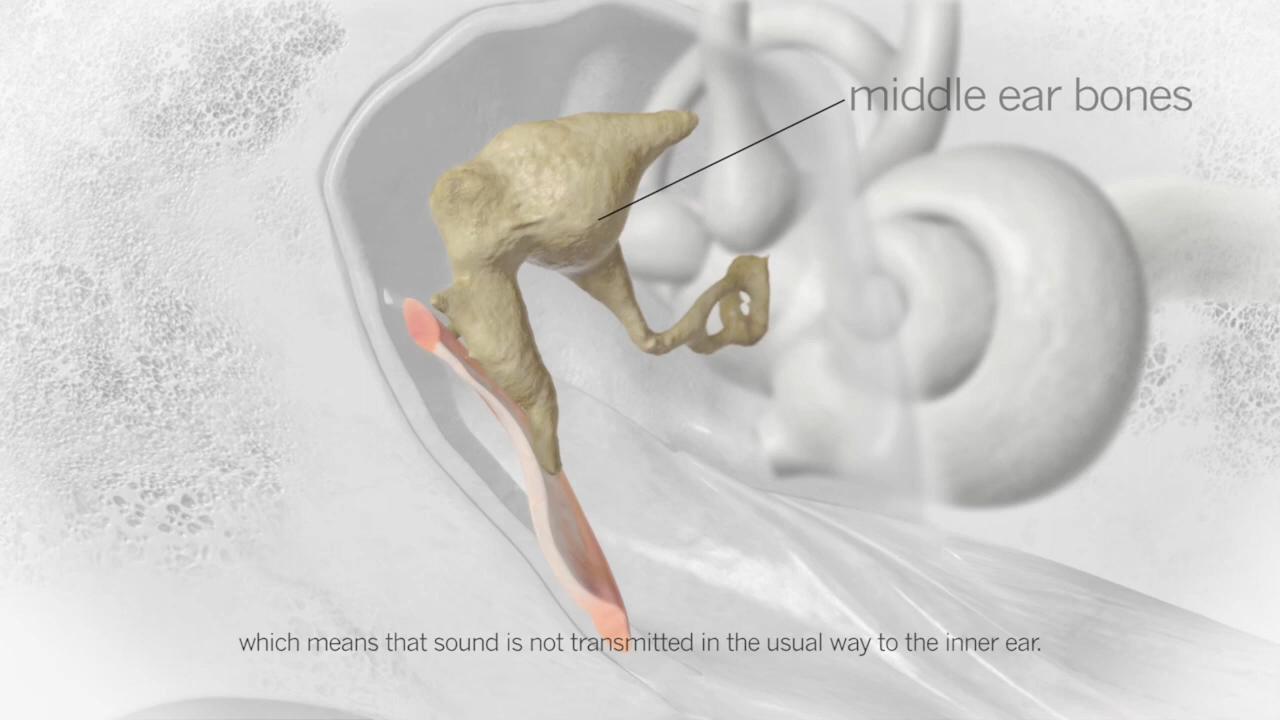 middle ear bones
which means that sound is not transmitted in the usual way to the inner ear.